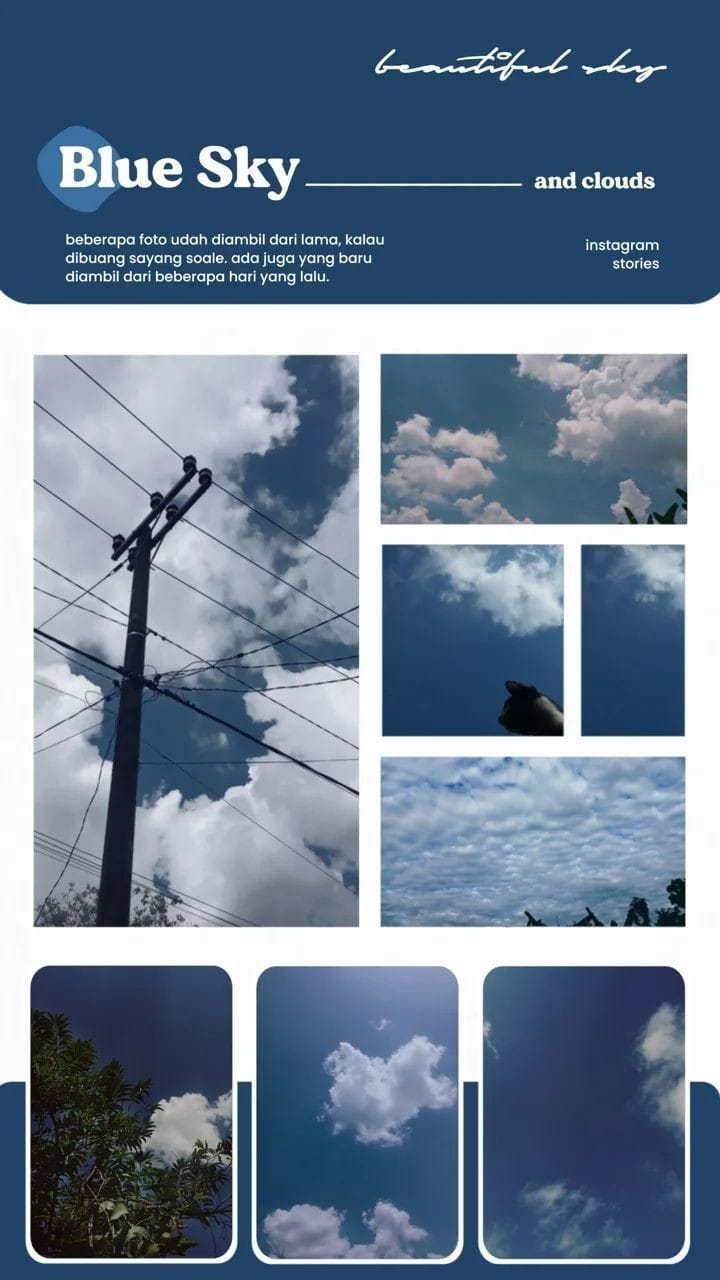 beautiful sky
Blue Sky
and clouds
beberapa foto udah diambil dari lama, kalau
dibuang sayang soale. ada juga yang baru
diambil dari beberapa hari yang lalu.
instagram
stories